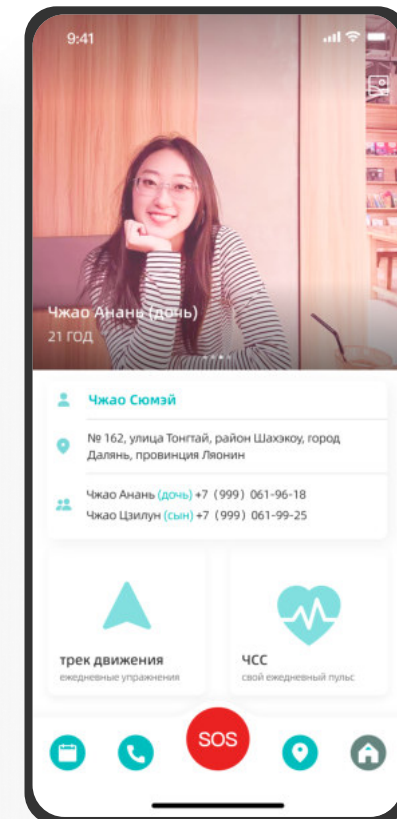 9:41
Чжао Анань (дочь)
21 ГОД
Чжао Сюмэй
№ 162, улица Тонгтай, район Шахэкоу, город
Далянь, провинция Ляонин
Чжао Анань (дочь) +7 (999) 061-96-18
Чжао Цзилун (сын) +7 (999) 061-99-25
трек движения
ежедневные упражнения
ЧСС
свой ежедневный пульс
SOS